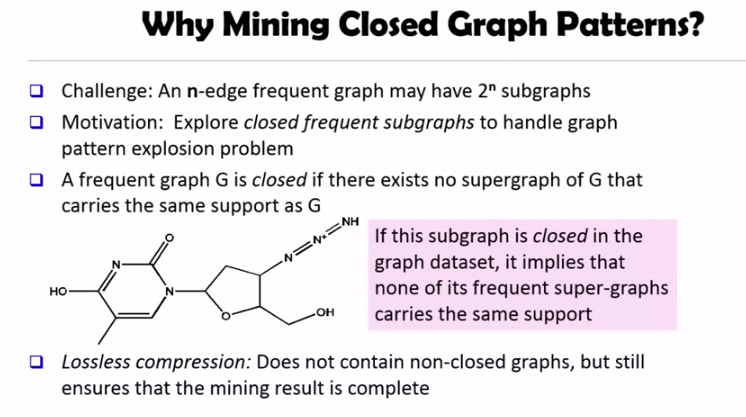 Why Mining Closed Graph Patterns?
❑ Challenge: An n-edge frequent graph may have 2ⁿ subgraphs
❑ Motivation: Explore closed frequent subgraphs to handle graph
pattern explosion problem
❑ A frequent graph G is closed if there exists no supergraph of G that
carries the same support as G
O
N
HO
N
O
N
N⁺
NH
OH
If this subgraph is closed in the
graph dataset, it implies that
none of its frequent super-graphs
carries the same support
❑ Lossless compression: Does not contain non-closed graphs, but still
ensures that the mining result is complete